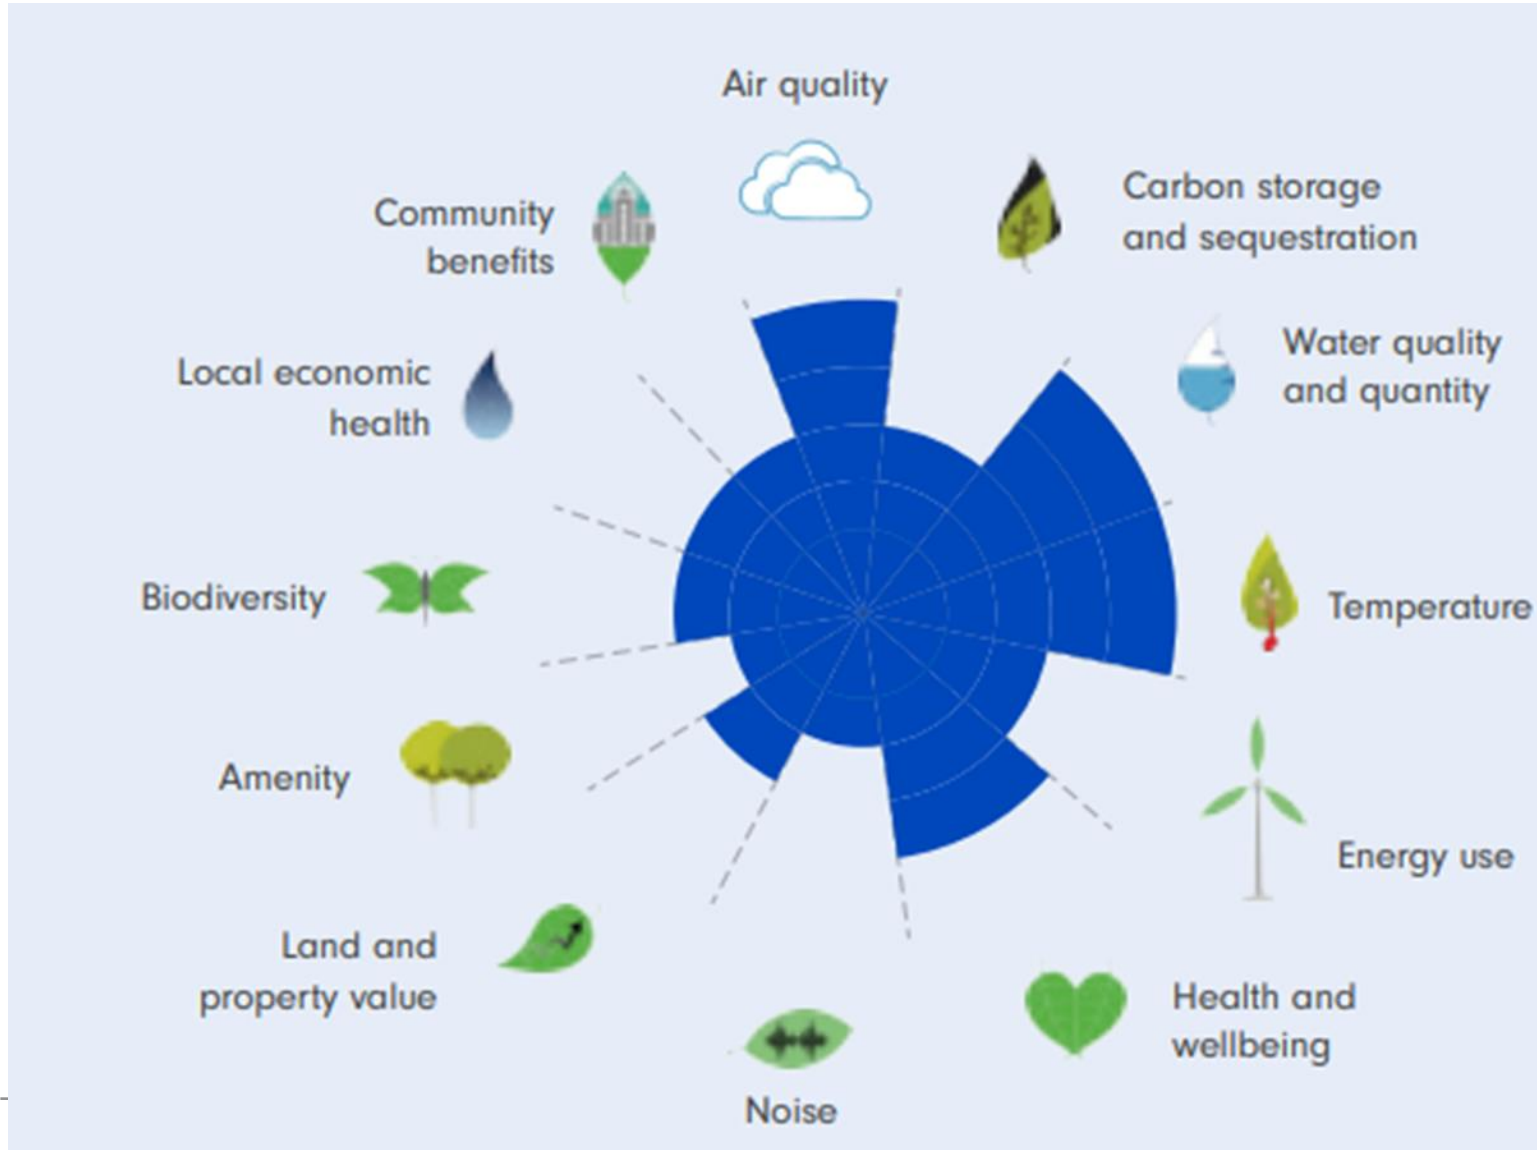 Air quality
Carbon storage
and sequestration
Community
benefits
Water quality
and quantity
Local economic
health
Temperature
Biodiversity
Amenity
Energy use
Land and
property value
Health and
wellbeing
Noise